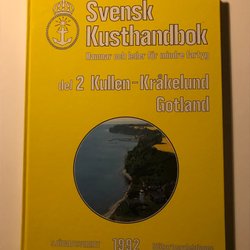 Svensk
Kusthandbok
Hamnar och leder för mindre fartyg
del 2 Kullen-Kråkelund
Gotland
1992